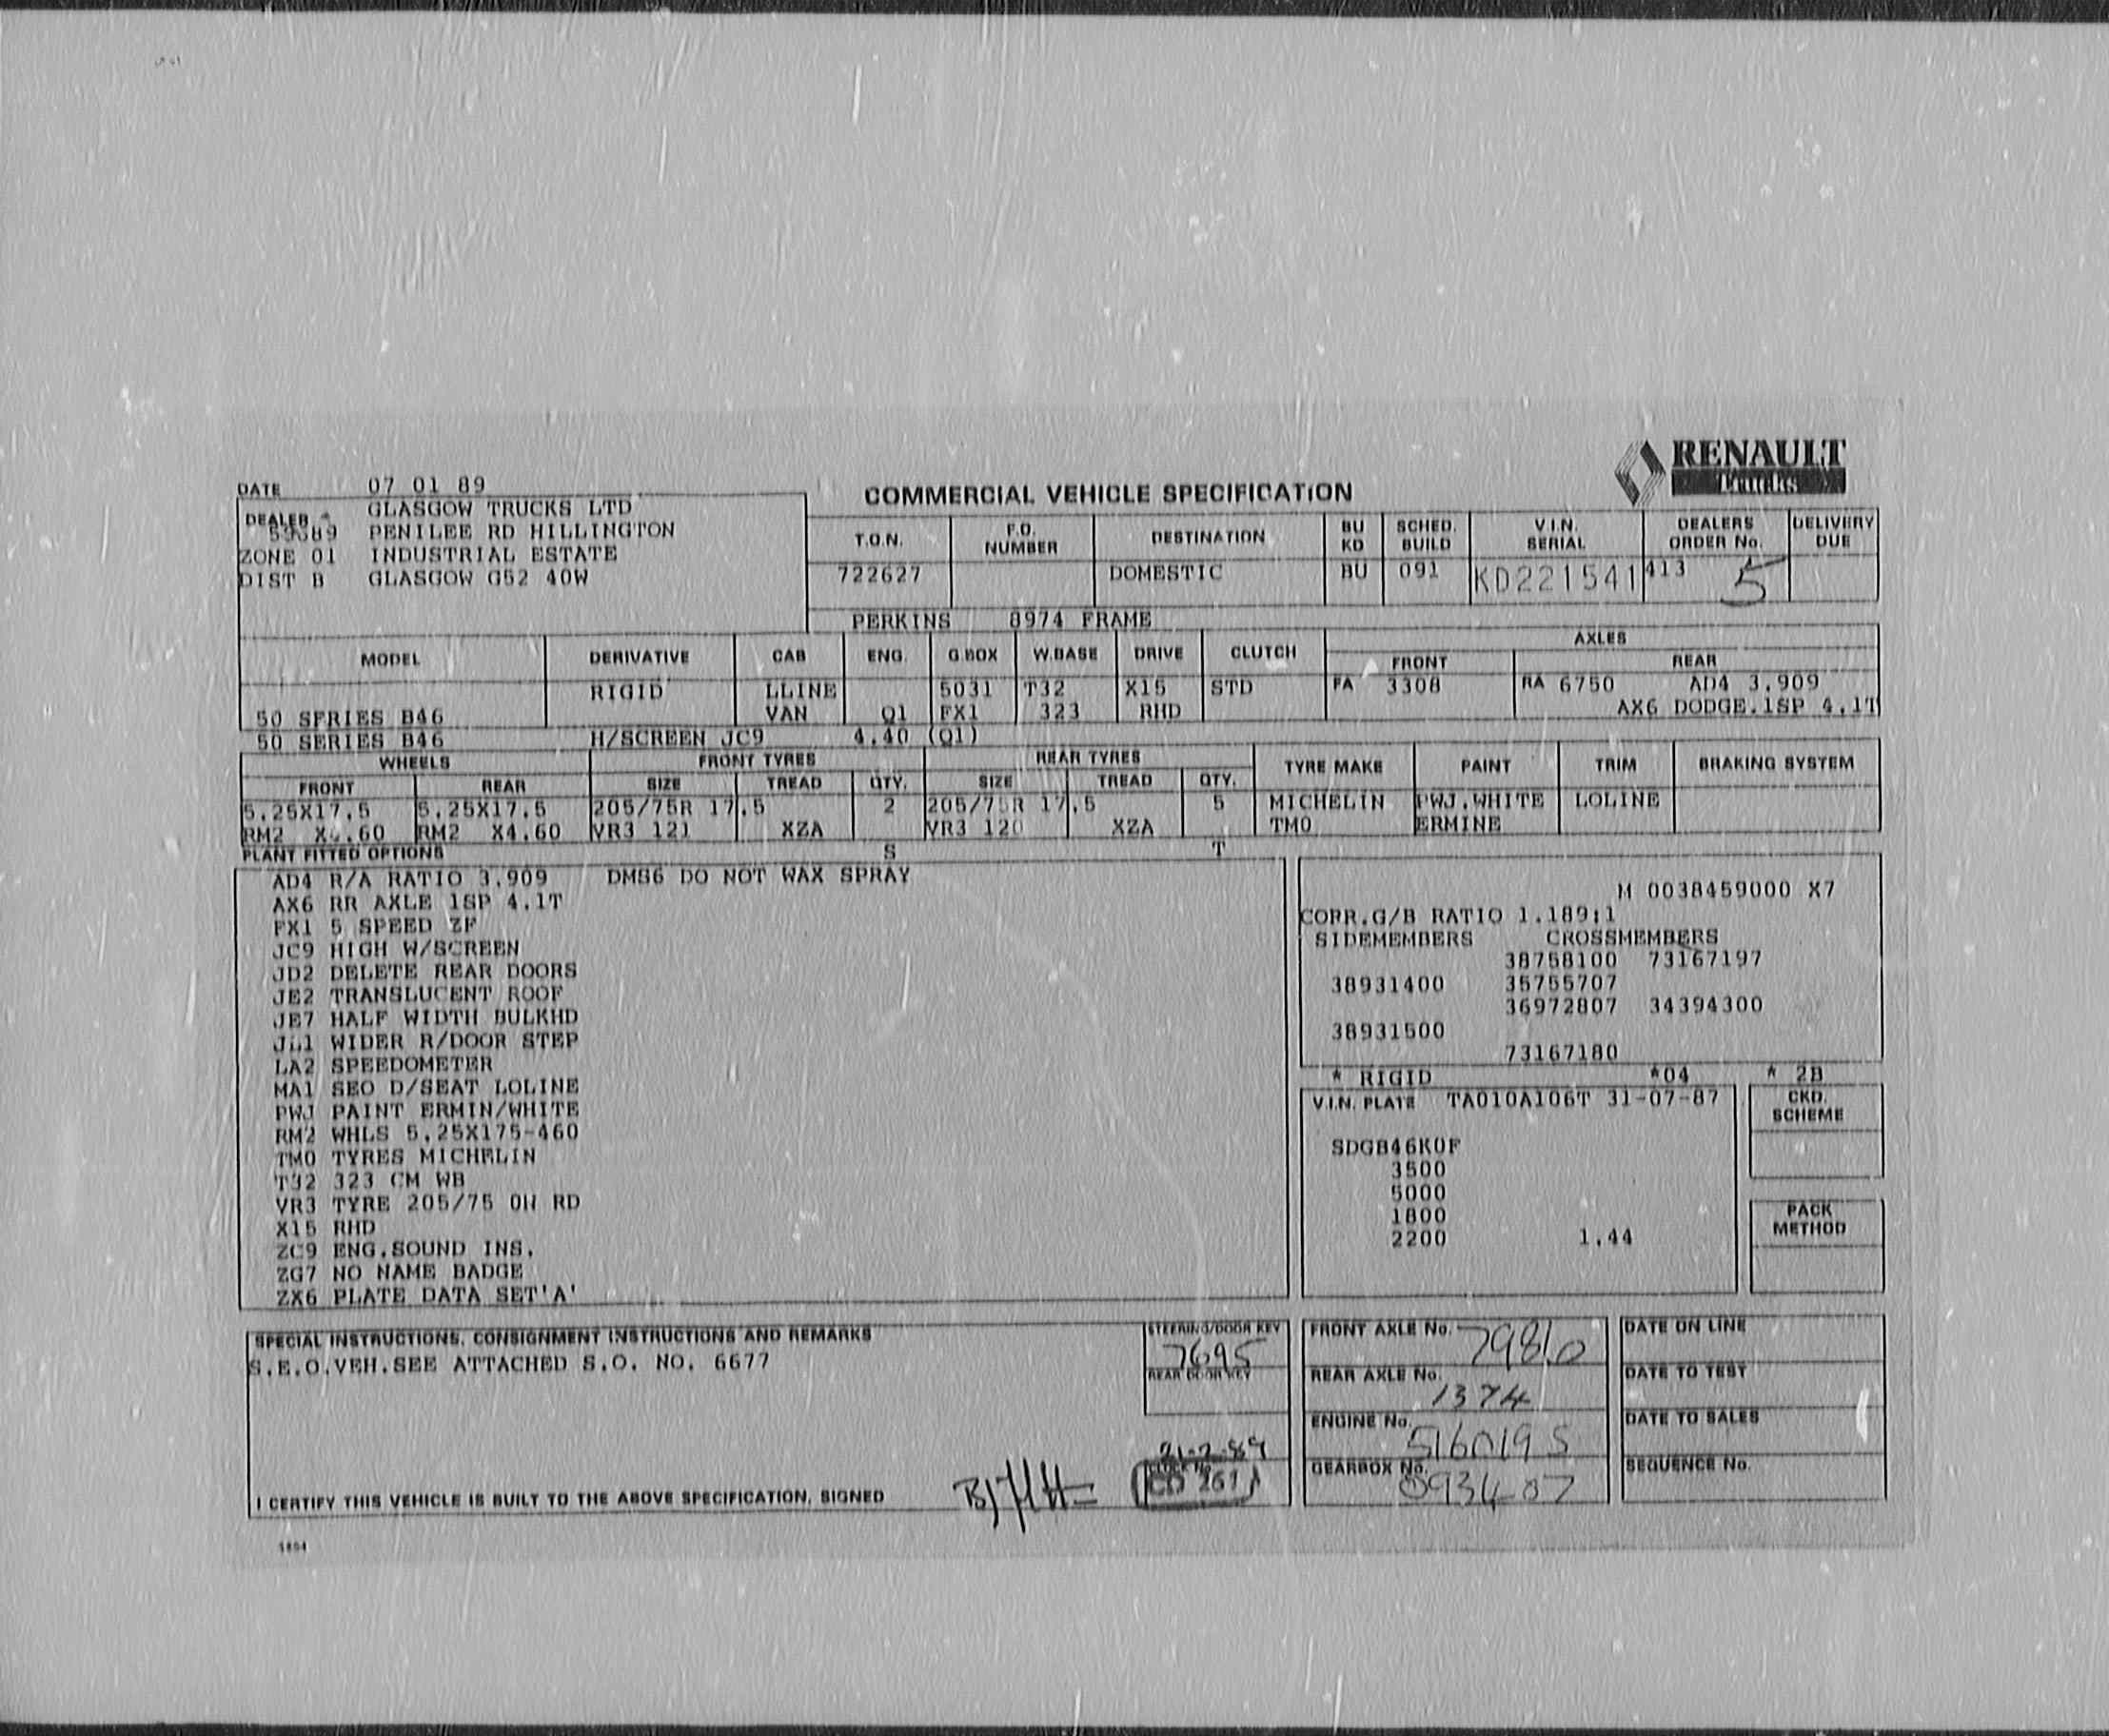 RENAULT
Trucks
COMMERCIAL VEHICLE SPECIFICATION
DATE 07 01 89
DEALER GLASGOW TRUCKS LTD
PENILEE RD HILLINGTON
ZONE 01 INDUSTRIAL ESTATE
DIST B GLASGOW G52 4OW
T.O.N. F.O. NUMBER DESTINATION BU KD SCHED. BUILD V.I.N. SERIAL DEALERS ORDER No. DELIVERY DUE
722627 DOMESTIC BU 091 KD221541 413 5
PERKINS 8974 FRAME
MODEL DERIVATIVE CAB ENG. G.BOX W.BASE DRIVE CLUTCH AXLES
FRONT REAR
RIGID LLINE 5031 T32 X15 STD FA 3308 RA 6750 AD4 3.909
50 SERIES B46 VAN Q1 FX1 323 RHD AX6 DODGE.1SP 4.1T
50 SERIES B46 H/SCREEN JC9 4.40 (Q1)
WHEELS FRONT TYRES REAR TYRES TYRE MAKE PAINT TRIM BRAKING SYSTEM
FRONT REAR SIZE TREAD QTY. SIZE TREAD QTY.
5.25X17.5 5.25X17.5 205/75R 17.5 2 205/75R 17.5 5 MICHELIN PWJ.WHITE LOLINE
RM2 X4.60 RM2 X4.60 VR3 121 XZA VR3 120 XZA TM0 ERMINE
PLANT FITTED OPTIONS S T
AD4 R/A RATIO 3.909 DMS6 DO NOT WAX SPRAY
AX6 RR AXLE 1SP 4.1T
FX1 5 SPEED ZF
JC9 HIGH W/SCREEN
JD2 DELETE REAR DOORS
JE2 TRANSLUCENT ROOF
JE7 HALF WIDTH BULKHD
JL1 WIDER R/DOOR STEP
LA2 SPEEDOMETER
MA1 SEO D/SEAT LOLINE
PWJ PAINT ERMIN/WHITE
RM2 WHLS 5.25X175-460
TM0 TYRES MICHELIN
T32 323 CM WB
VR3 TYRE 205/75 ON RD
X15 RHD
ZC9 ENG.SOUND INS.
ZG7 NO NAME BADGE
ZX6 PLATE DATA SET'A'
M 0038459000 X7
CORR.G/B RATIO 1.189:1
SIDEMEMBERS CROSSMEMBERS
38758100 73167197
38931400 35755707
36972807 34394300
38931500
73167180
* RIGID *04 * 2B
V.I.N. PLATE TA010A106T 31-07-87
CKD. SCHEME
SDGB46K0F
3500
5000
1800
2200 1.44
PACK METHOD
SPECIAL INSTRUCTIONS, CONSIGNMENT INSTRUCTIONS AND REMARKS
S.E.O.VEH.SEE ATTACHED S.O. NO. 6677
STEERING/DOOR KEY
7695
REAR DOOR KEY
21-2-89
CLOCK No.
CD 261
I CERTIFY THIS VEHICLE IS BUILT TO THE ABOVE SPECIFICATION, SIGNED
FRONT AXLE No. 79810
REAR AXLE No. 1374
ENGINE No. 5160195
GEARBOX No. 093407
DATE ON LINE
DATE TO TEST
DATE TO SALES
SEQUENCE No.